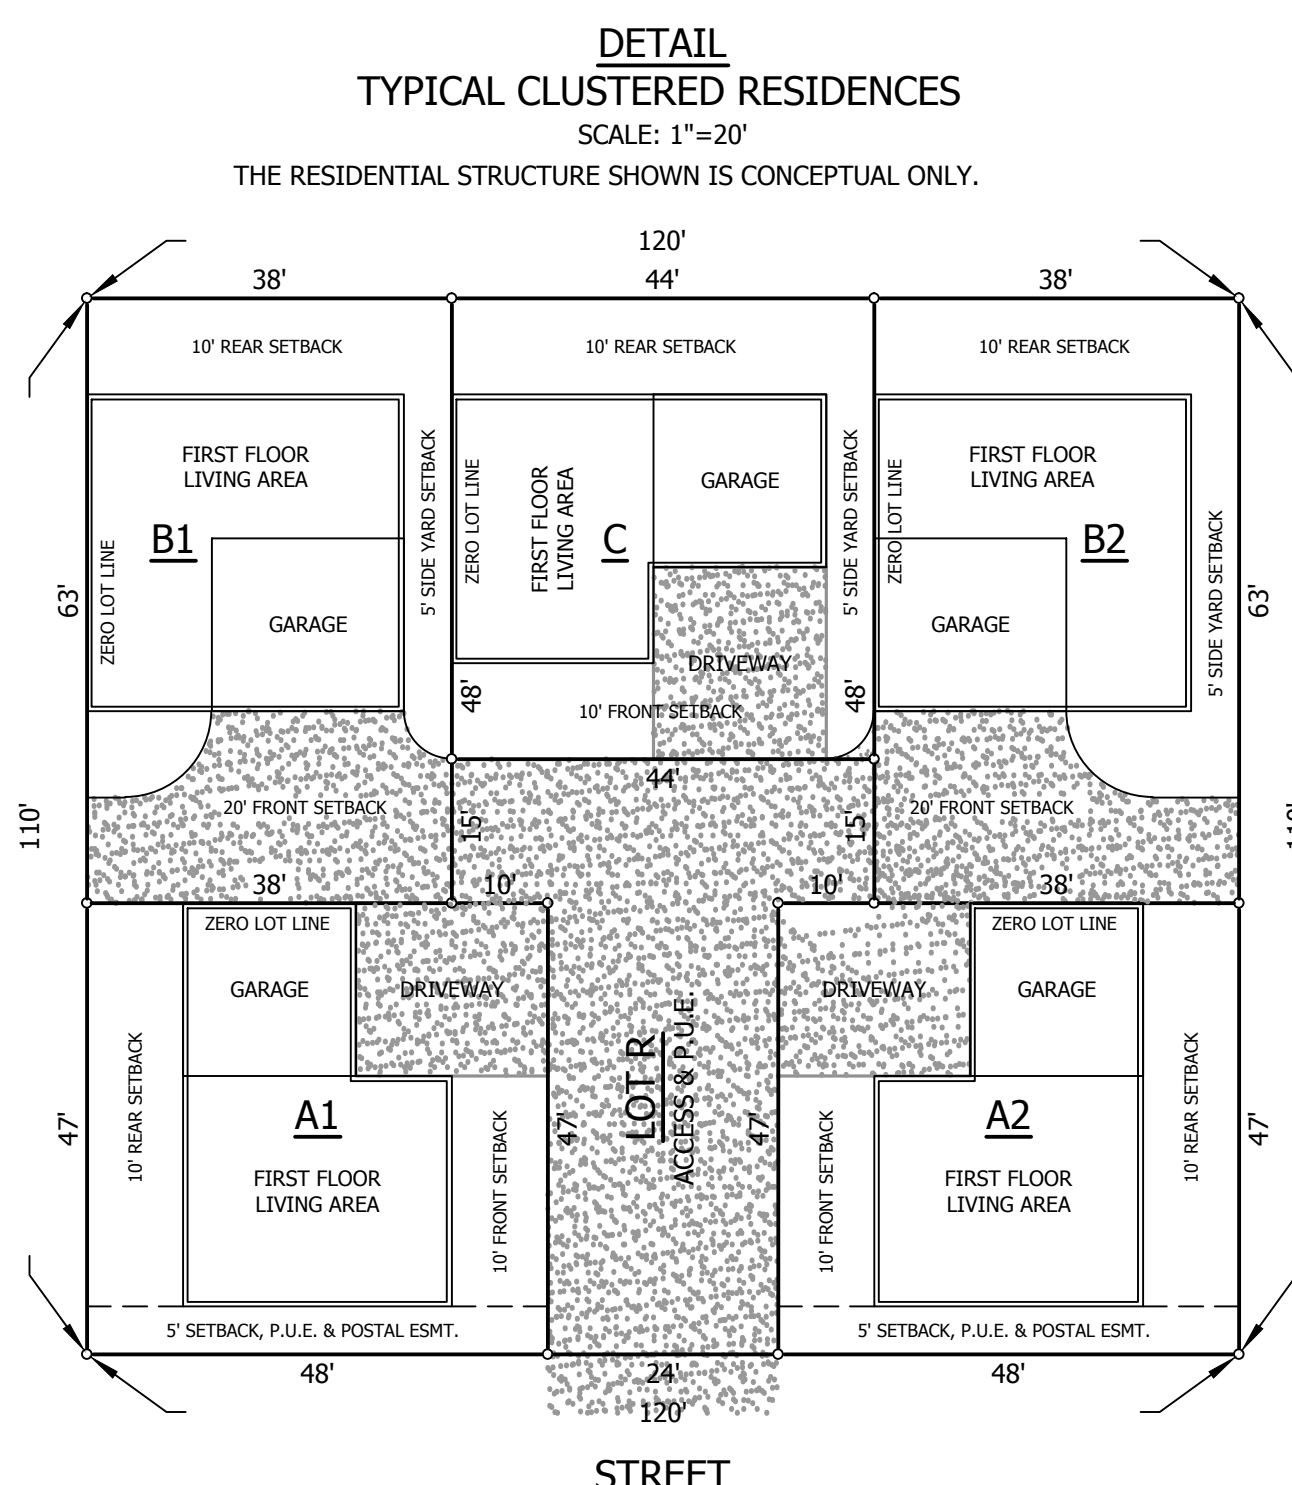 DETAIL
TYPICAL CLUSTERED RESIDENCES
SCALE: 1"=20'
THE RESIDENTIAL STRUCTURE SHOWN IS CONCEPTUAL ONLY.
120'
38'
44'
38'
10' REAR SETBACK
10' REAR SETBACK
10' REAR SETBACK
FIRST FLOOR
LIVING AREA
B1
ZERO LOT LINE
GARAGE
5' SIDE YARD SETBACK
63'
ZERO LOT LINE
FIRST FLOOR
LIVING AREA
C
GARAGE
DRIVEWAY
10' FRONT SETBACK
5' SIDE YARD SETBACK
48'
48'
44'
ZERO LOT LINE
FIRST FLOOR
LIVING AREA
B2
GARAGE
5' SIDE YARD SETBACK
63'
110'
20' FRONT SETBACK
15'
15'
20' FRONT SETBACK
38'
10'
10'
38'
ZERO LOT LINE
GARAGE
DRIVEWAY
10' REAR SETBACK
47'
A1
FIRST FLOOR
LIVING AREA
10' FRONT SETBACK
47'
LOT R
ACCESS & P.U.E.
47'
ZERO LOT LINE
DRIVEWAY
GARAGE
10' FRONT SETBACK
A2
FIRST FLOOR
LIVING AREA
10' REAR SETBACK
47'
5' SETBACK, P.U.E. & POSTAL ESMT.
5' SETBACK, P.U.E. & POSTAL ESMT.
48'
24'
48'
120'
STREET